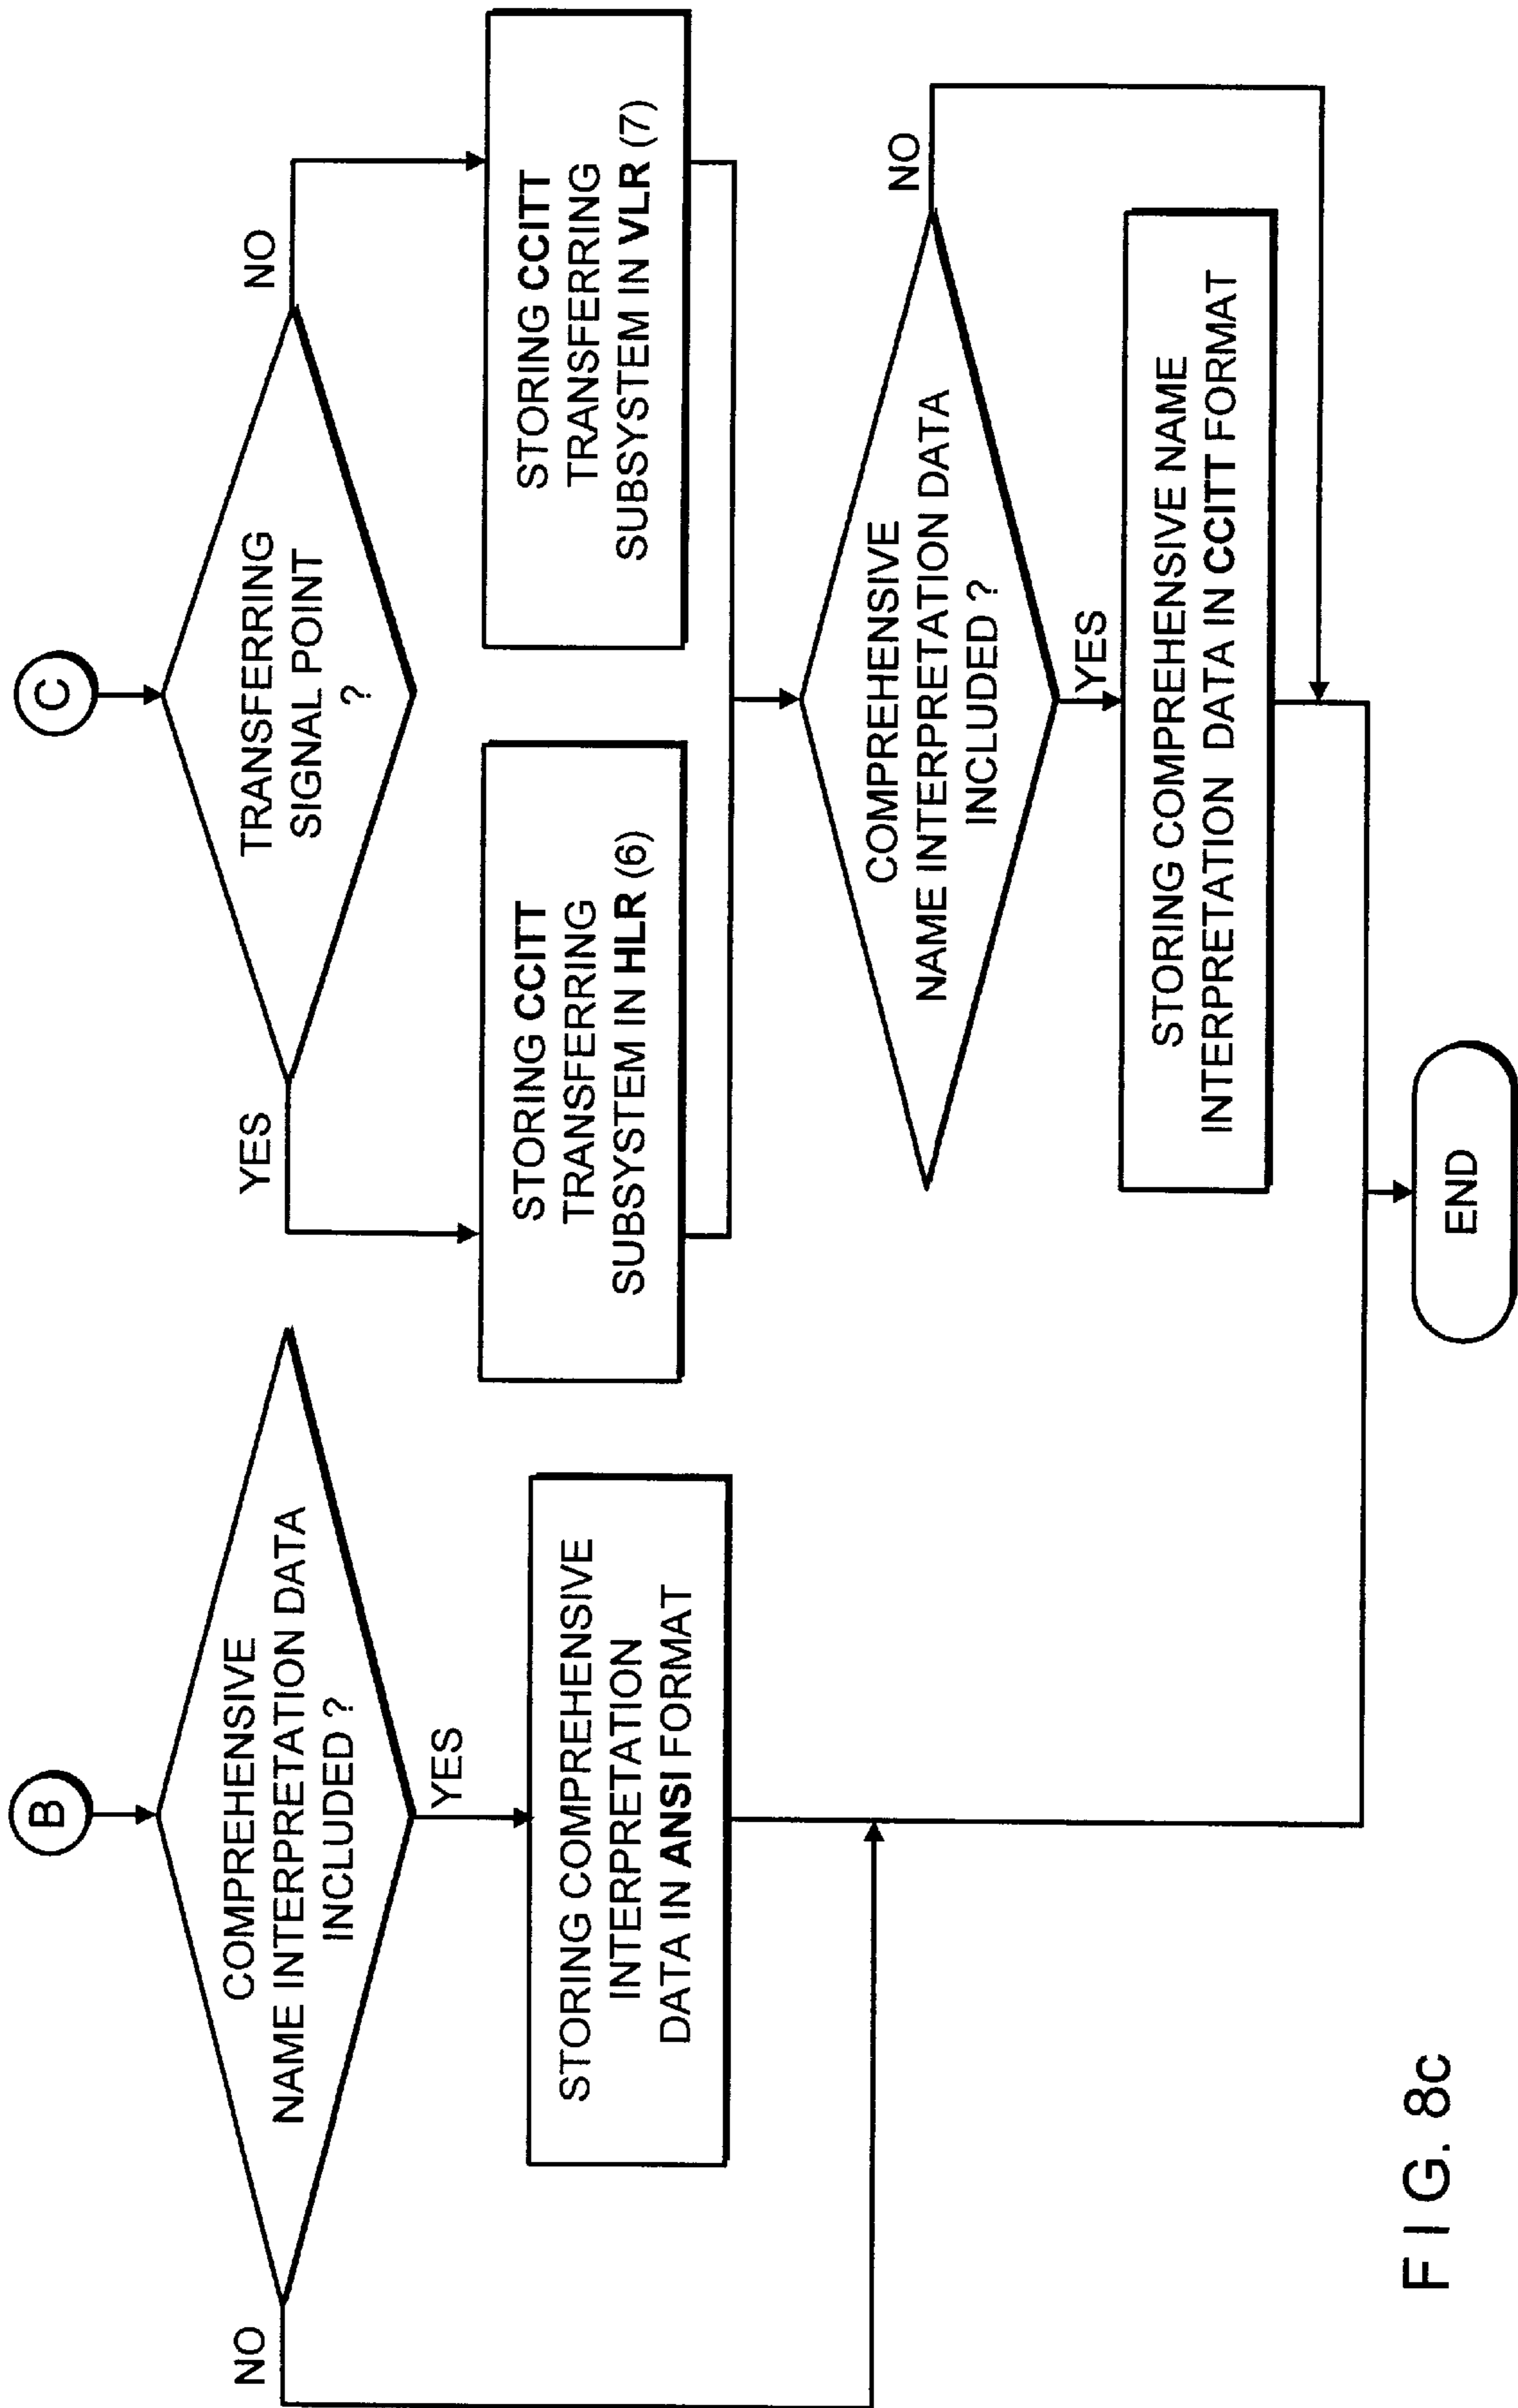 B
COMPREHENSIVE
NAME INTERPRETATION DATA
INCLUDED ?
NO
YES
STORING COMPREHENSIVE
INTERPRETATION
DATA IN ANSI FORMAT
C
TRANSFERRING
SIGNAL POINT
?
YES
NO
STORING CCITT
TRANSFERRING
SUBSYSTEM IN HLR (6)
STORING CCITT
TRANSFERRING
SUBSYSTEM IN VLR (7)
COMPREHENSIVE
NAME INTERPRETATION DATA
INCLUDED ?
NO
YES
STORING COMPREHENSIVE NAME
INTERPRETATION DATA IN CCITT FORMAT
END
FIG. 8c